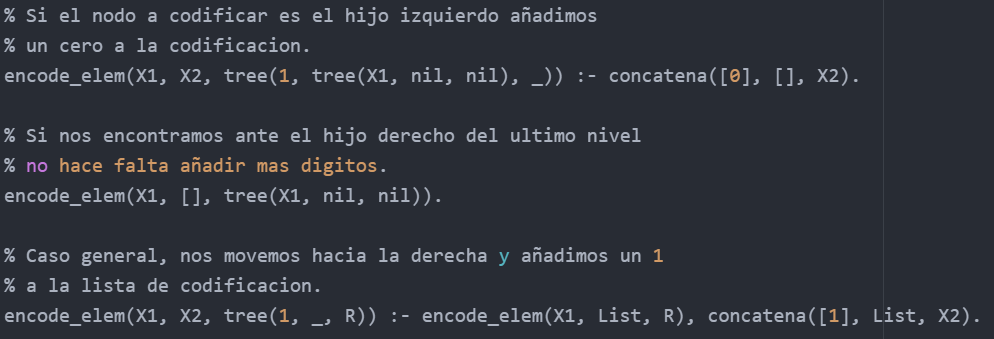 % Si el nodo a codificar es el hijo izquierdo añadimos
% un cero a la codificacion.
encode_elem(X1, X2, tree(1, tree(X1, nil, nil), _)) :- concatena([0], [], X2).
% Si nos encontramos ante el hijo derecho del ultimo nivel
% no hace falta añadir mas digitos.
encode_elem(X1, [], tree(X1, nil, nil)).
% Caso general, nos movemos hacia la derecha y añadimos un 1
% a la lista de codificacion.
encode_elem(X1, X2, tree(1, _, R)) :- encode_elem(X1, List, R), concatena([1], List, X2).